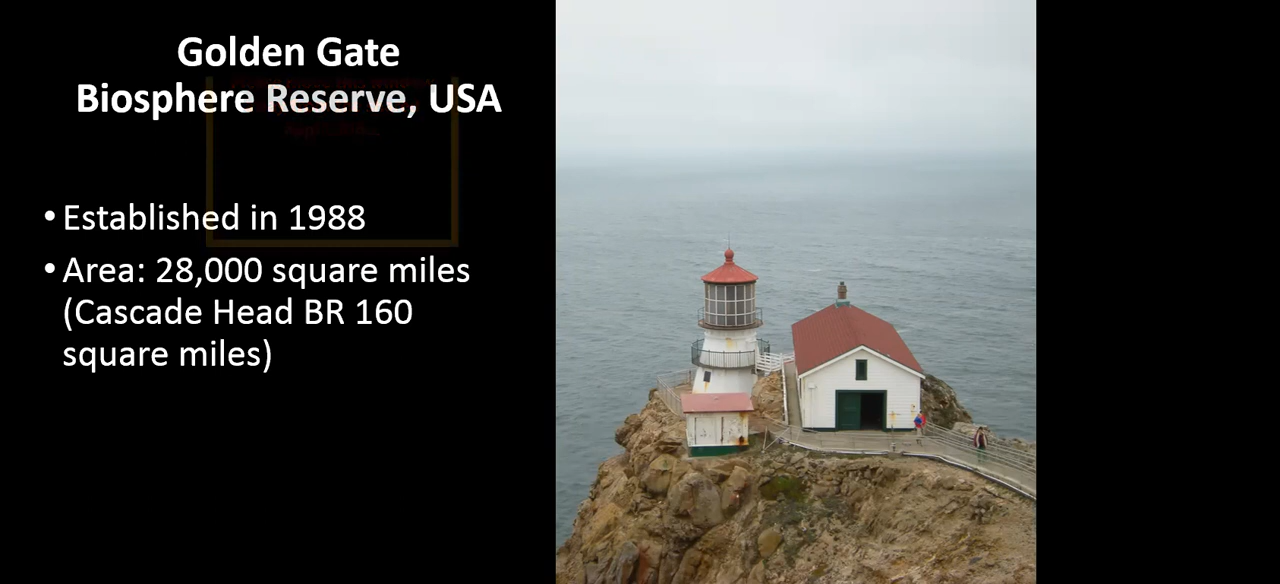 Golden Gate
Biosphere Reserve, USA
• Established in 1988
• Area: 28,000 square miles
(Cascade Head BR 160
square miles)